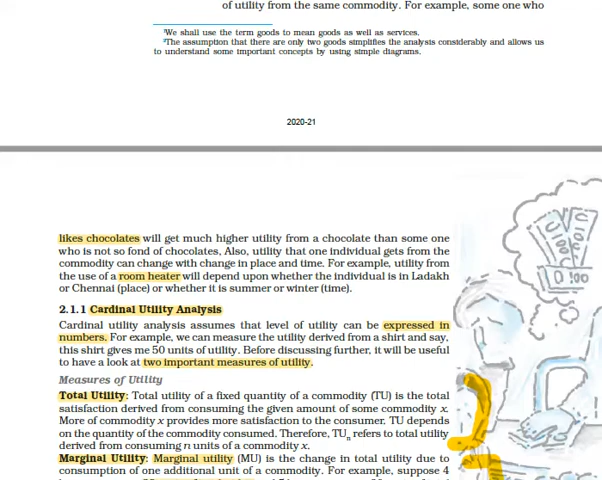 of utility from the same commodity. For example, some one who
¹We shall use the term goods to mean goods as well as services.
²The assumption that there are only two goods simplifies the analysis considerably and allows us
to understand some important concepts by using simple diagrams.
2020-21
likes chocolates will get much higher utility from a chocolate than some one
who is not so fond of chocolates, Also, utility that one individual gets from the
commodity can change with change in place and time. For example, utility from
the use of a room heater will depend upon whether the individual is in Ladakh
or Chennai (place) or whether it is summer or winter (time).
2.1.1 Cardinal Utility Analysis
Cardinal utility analysis assumes that level of utility can be expressed in
numbers. For example, we can measure the utility derived from a shirt and say,
this shirt gives me 50 units of utility. Before discussing further, it will be useful
to have a look at two important measures of utility.
Measures of Utility
Total Utility: Total utility of a fixed quantity of a commodity (TU) is the total
satisfaction derived from consuming the given amount of some commodity x.
More of commodity x provides more satisfaction to the consumer. TU depends
on the quantity of the commodity consumed. Therefore, TUₙ refers to total utility
derived from consuming n units of a commodity x.
Marginal Utility: Marginal utility (MU) is the change in total utility due to
consumption of one additional unit of a commodity. For example, suppose 4